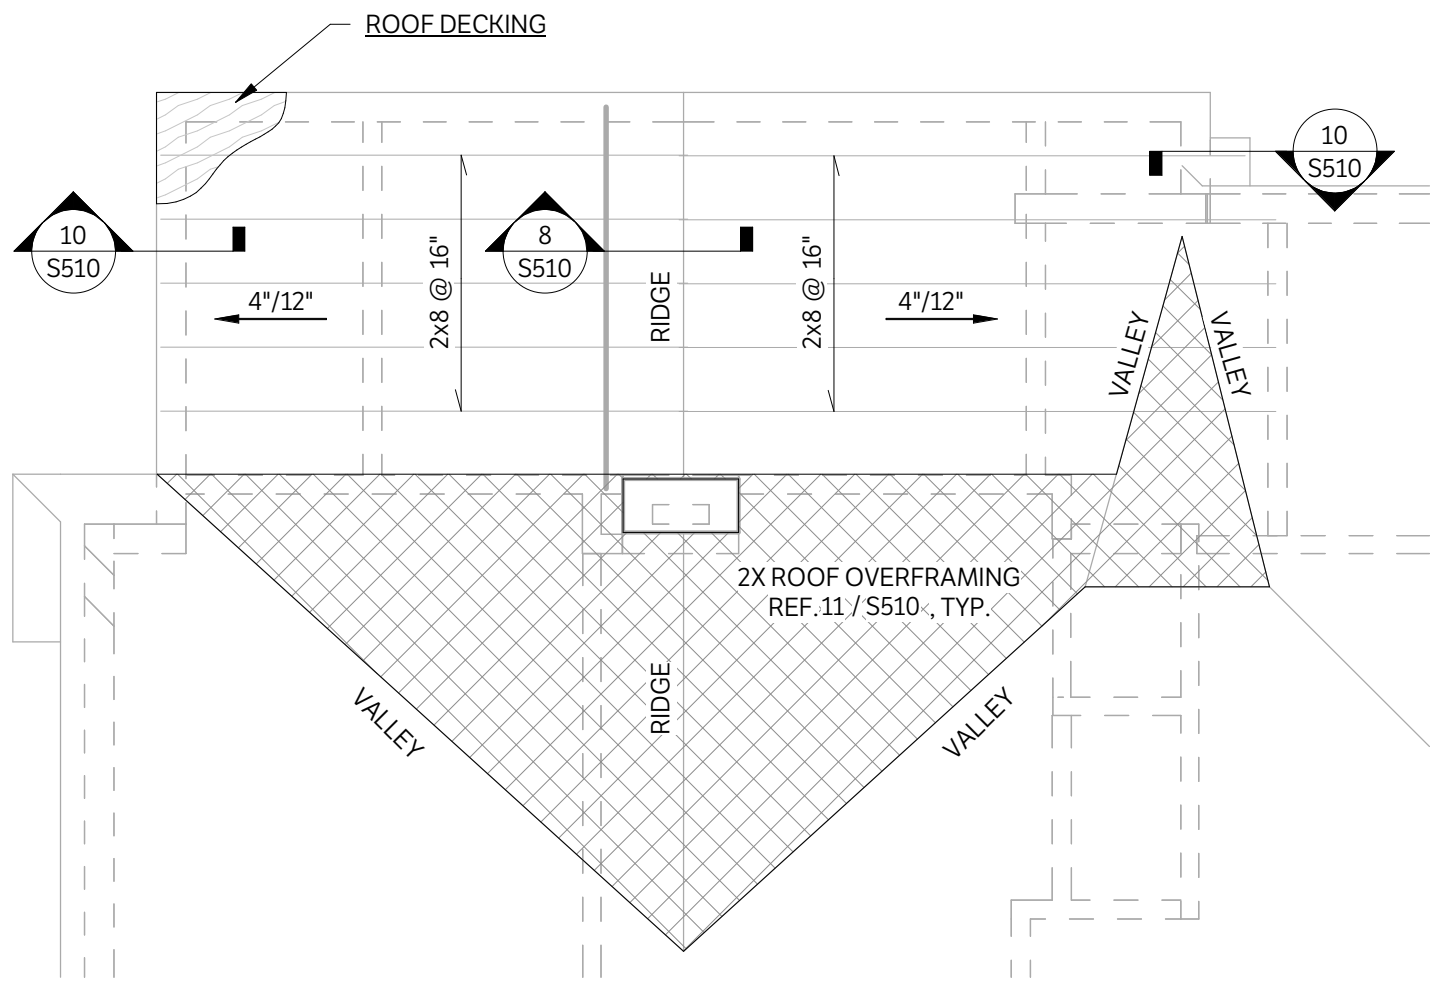 ROOF DECKING
10
S510
10
S510
8
S510
4"/12"
2x8 @ 16"
RIDGE
2x8 @ 16"
4"/12"
VALLEY
VALLEY
2X ROOF OVERFRAMING
REF. 11 / S510 , TYP.
RIDGE
VALLEY
VALLEY